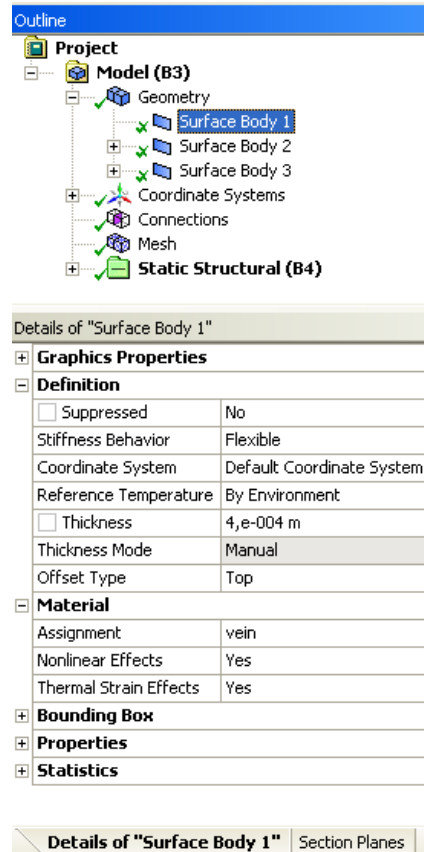 Outline
Project
Model (B3)
Geometry
Surface Body 1
Surface Body 2
Surface Body 3
Coordinate Systems
Connections
Mesh
Static Structural (B4)
Details of "Surface Body 1"
Graphics Properties
Definition
Suppressed No
Stiffness Behavior Flexible
Coordinate System Default Coordinate System
Reference Temperature By Environment
Thickness 4,e-004 m
Thickness Mode Manual
Offset Type Top
Material
Assignment vein
Nonlinear Effects Yes
Thermal Strain Effects Yes
Bounding Box
Properties
Statistics
Details of "Surface Body 1" Section Planes